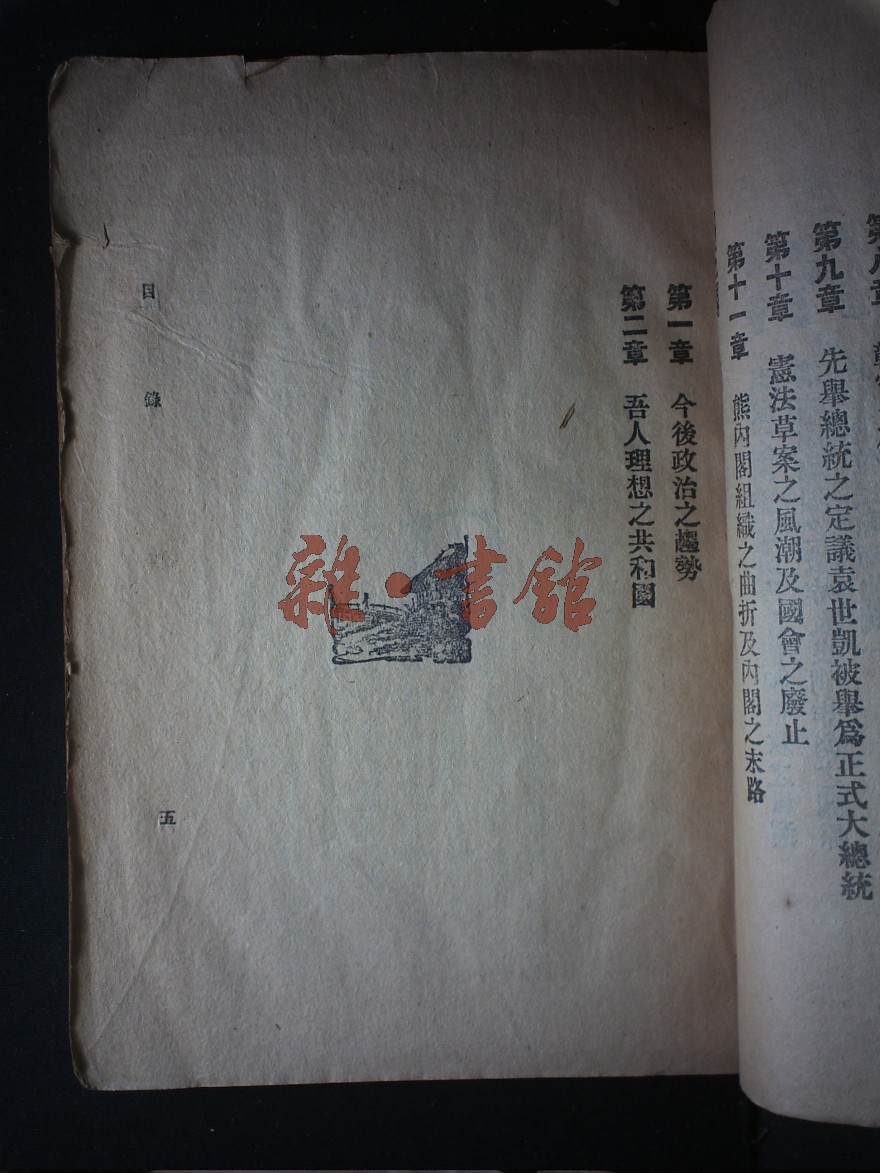 第九章 先舉總統之定議袁世凱被舉爲正式大總統
第十章 憲法草案之風潮及國會之廢止
第十一章 熊內閣組織之曲折及內閣之末路
第一章 今後政治之趨勢
第二章 吾人理想之共和國
目錄
五
雜·書館